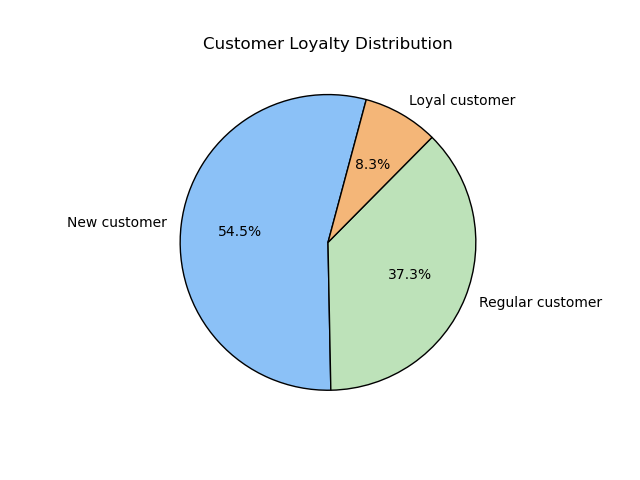 Customer Loyalty Distribution
Loyal customer
8.3%
New customer
54.5%
37.3%
Regular customer